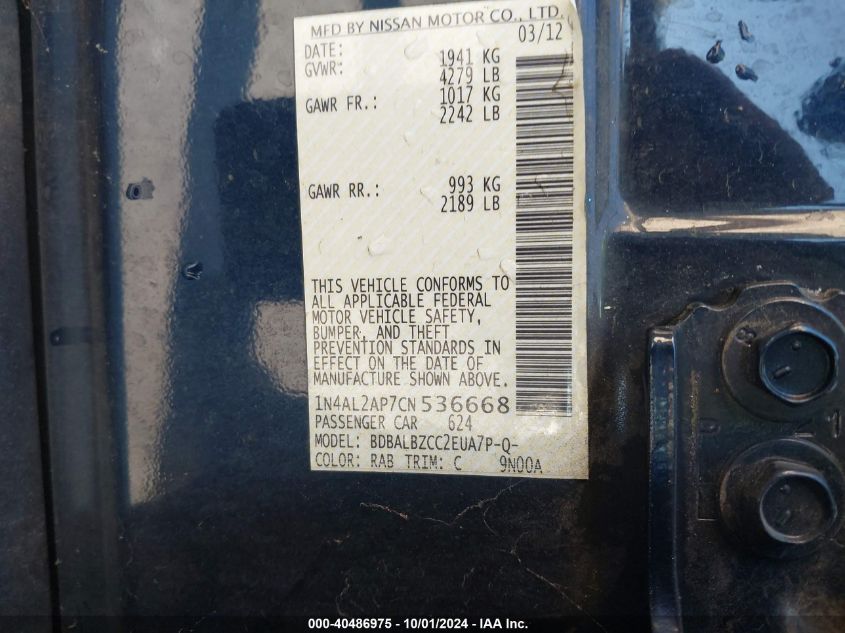 MFD BY NISSAN MOTOR CO., LTD.
DATE: 03/12
GVWR: 1941 KG
4279 LB
GAWR FR.: 1017 KG
2242 LB
GAWR RR.: 993 KG
2189 LB
THIS VEHICLE CONFORMS TO
ALL APPLICABLE FEDERAL
MOTOR VEHICLE SAFETY,
BUMPER, AND THEFT
PREVENTION STANDARDS IN
EFFECT ON THE DATE OF
MANUFACTURE SHOWN ABOVE.
1N4AL2AP7CN 536668
PASSENGER CAR 624
MODEL: BDBALBZCC2EUA7P-Q-
COLOR: RAB TRIM: C 9N00A
000-40486975 - 10/01/2024 - IAA Inc.